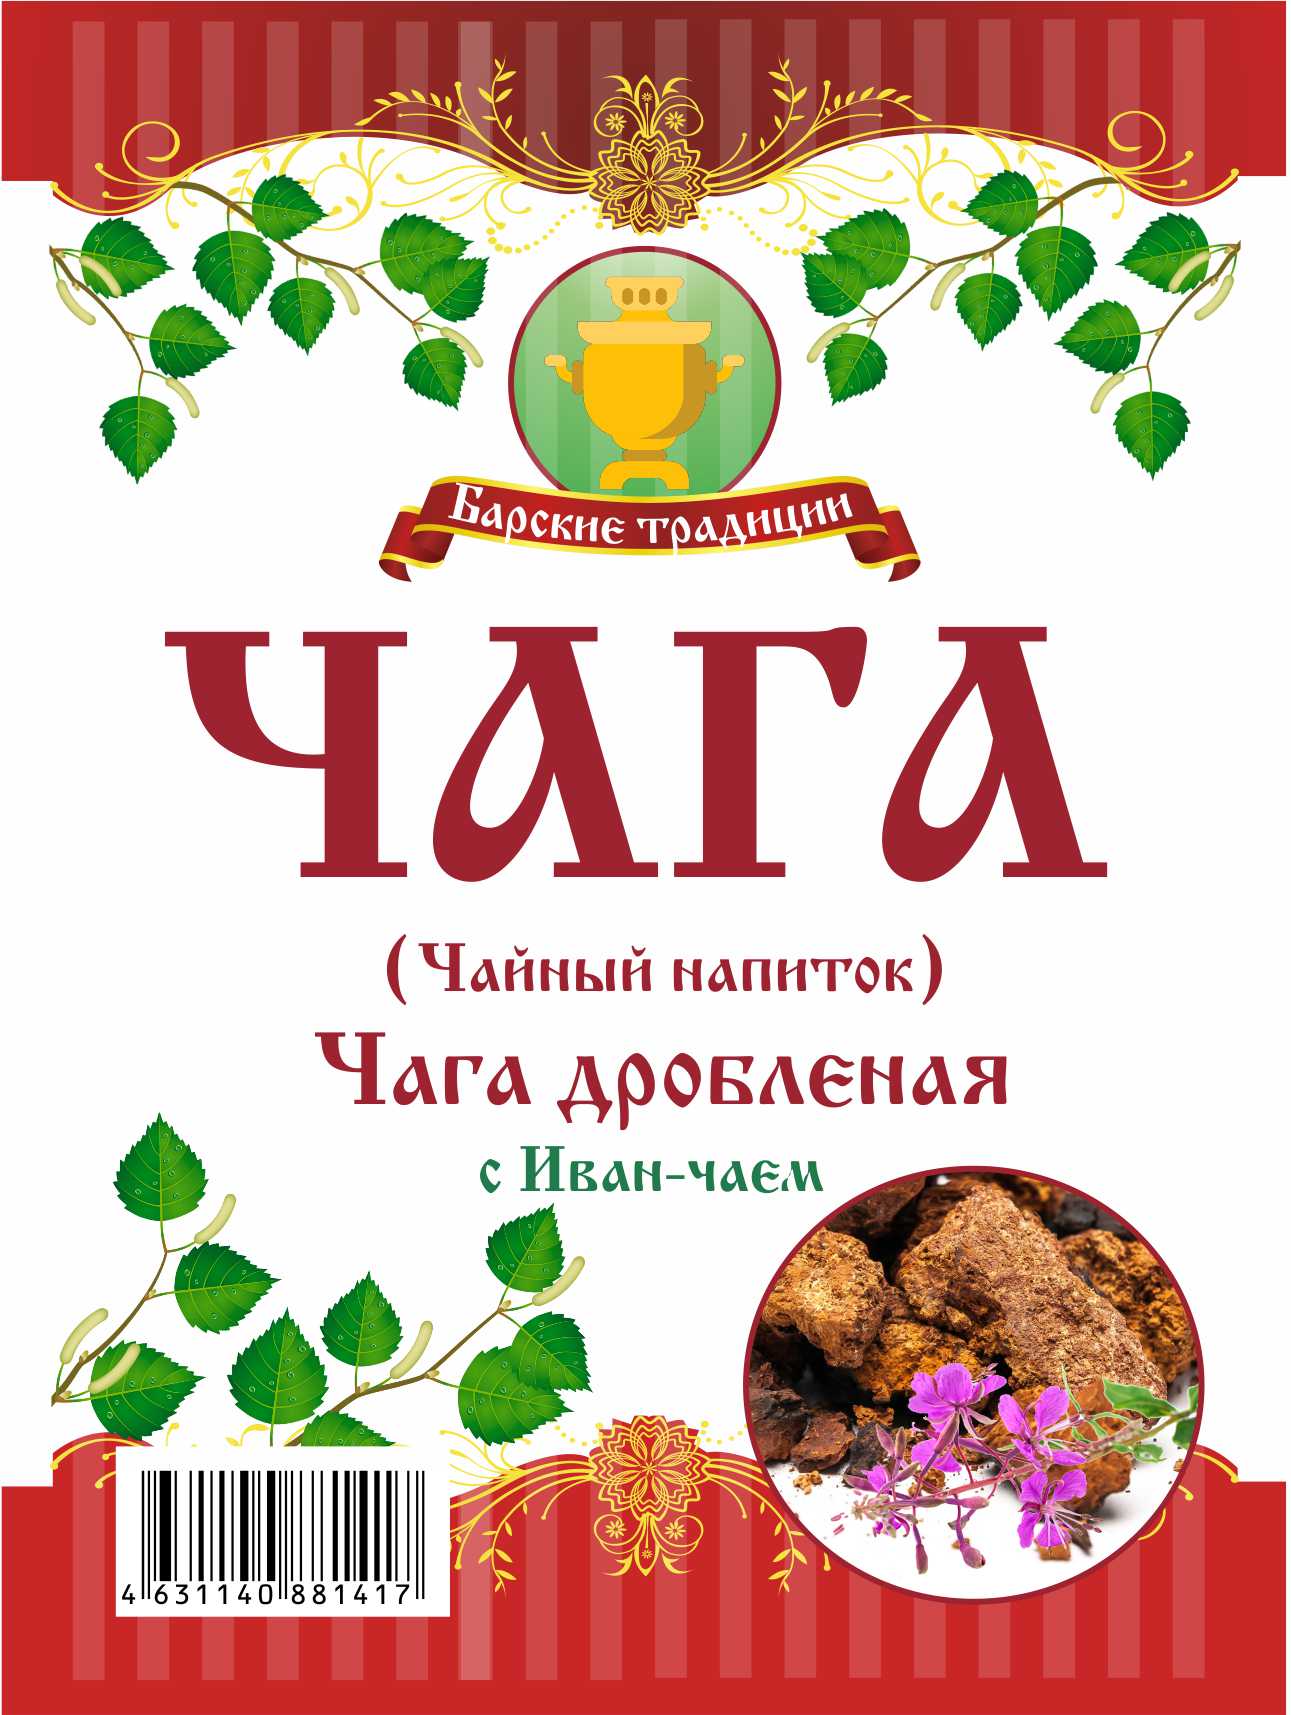 Барские традиции
ЧАГА
(Чайный напиток)
Чага дробленая
с Иван-чаем
4 631140 881417